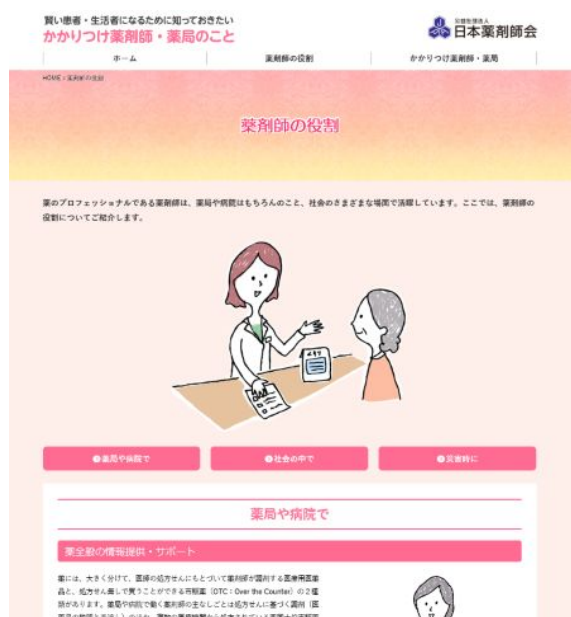 賢い患者・生活者になるために知っておきたい
かかりつけ薬剤師・薬局のこと
公益社団法人
日本薬剤師会
ホーム
薬剤師の役割
かかりつけ薬剤師・薬局
HOME > 薬剤師の役割
薬剤師の役割
薬のプロフェッショナルである薬剤師は、薬局や病院はもちろんのこと、社会のさまざまな場面で活躍しています。ここでは、薬剤師の
役割についてご紹介します。
薬局や病院で
社会の中で
災害時に
薬局や病院で
薬全般の情報提供・サポート
薬には、大きく分けて、医師の処方せんにもとづいて薬剤師が調剤する医療用医薬
品と、処方せん無しで買うことができる市販薬（OTC：Over the Counter）の2種
類があります。薬局や病院で働く薬剤師の主なしごとは処方せんに基づく調剤（医